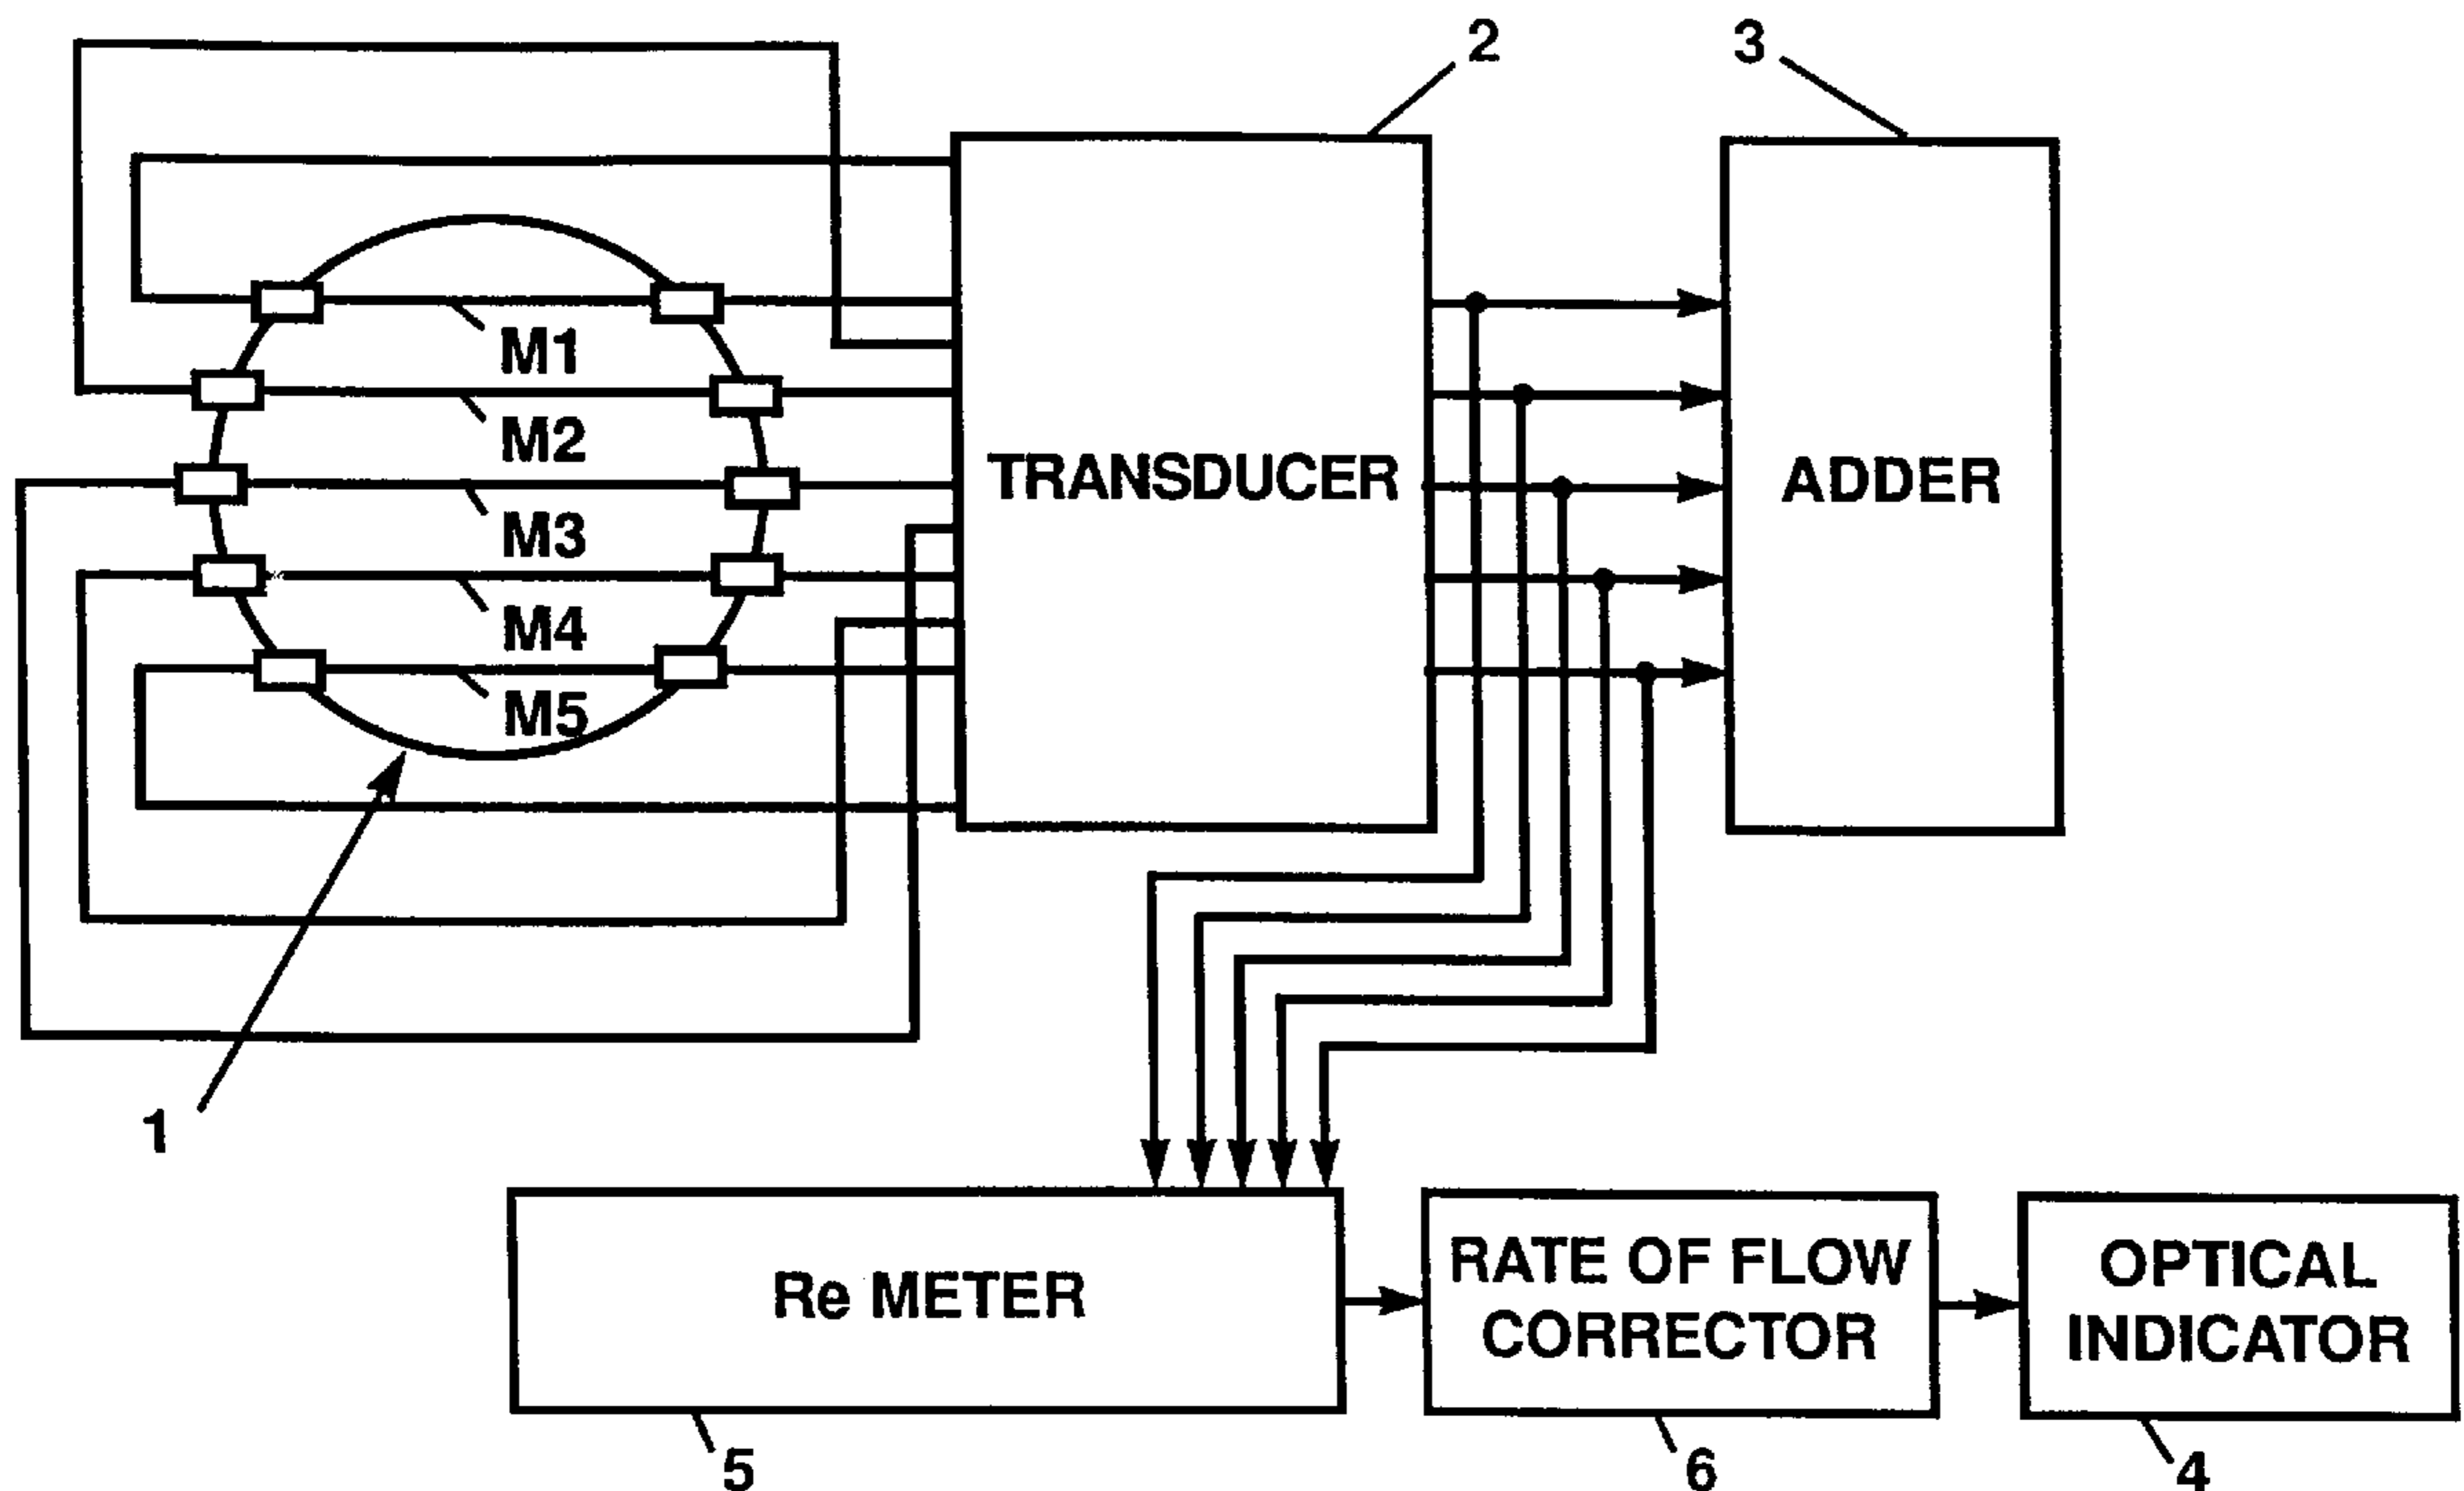 2
3
M1
M2
M3
M4
M5
TRANSDUCER
ADDER
1
Re METER
RATE OF FLOW
CORRECTOR
OPTICAL
INDICATOR
5
6
4